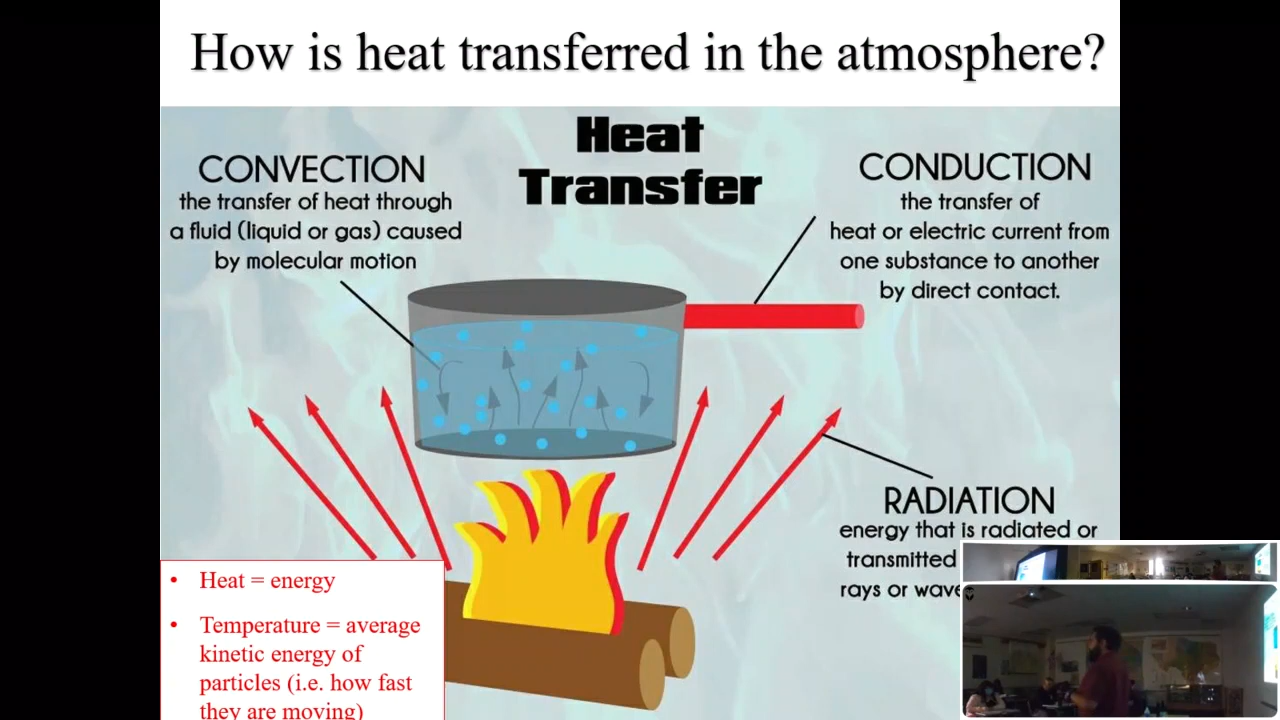 How is heat transferred in the atmosphere?
Heat
Transfer
CONVECTION
the transfer of heat through
a fluid (liquid or gas) caused
by molecular motion
CONDUCTION
the transfer of
heat or electric current from
one substance to another
by direct contact.
RADIATION
energy that is radiated or
transmitted
rays or wave
• Heat = energy
• Temperature = average
kinetic energy of
particles (i.e. how fast
they are moving)